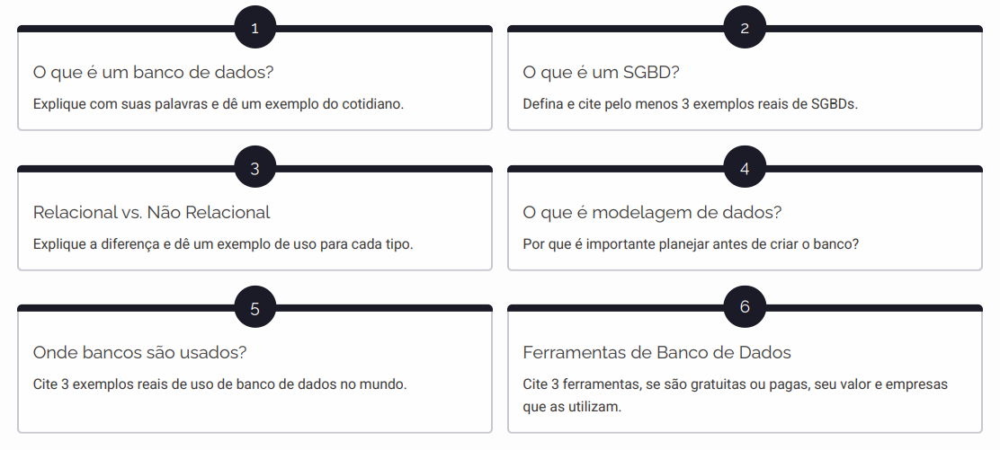 1
O que é um banco de dados?
Explique com suas palavras e dê um exemplo do cotidiano.
2
O que é um SGBD?
Defina e cite pelo menos 3 exemplos reais de SGBDs.
3
Relacional vs. Não Relacional
Explique a diferença e dê um exemplo de uso para cada tipo.
4
O que é modelagem de dados?
Por que é importante planejar antes de criar o banco?
5
Onde bancos são usados?
Cite 3 exemplos reais de uso de banco de dados no mundo.
6
Ferramentas de Banco de Dados
Cite 3 ferramentas, se são gratuitas ou pagas, seu valor e empresas
que as utilizam.